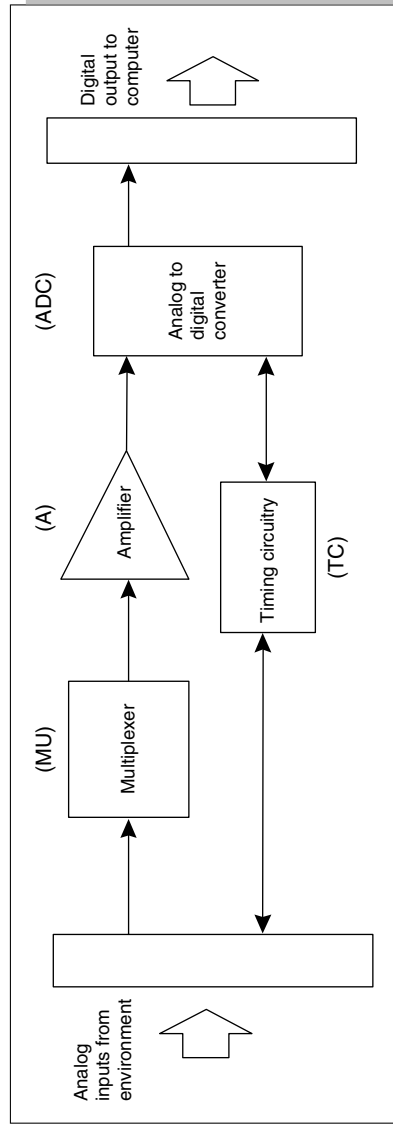 Analog
inputs from
environment
(MU)
Multiplexer
(A)
Amplifier
(ADC)
Analog to
digital
converter
Timing circuitry
(TC)
Digital
output to
computer